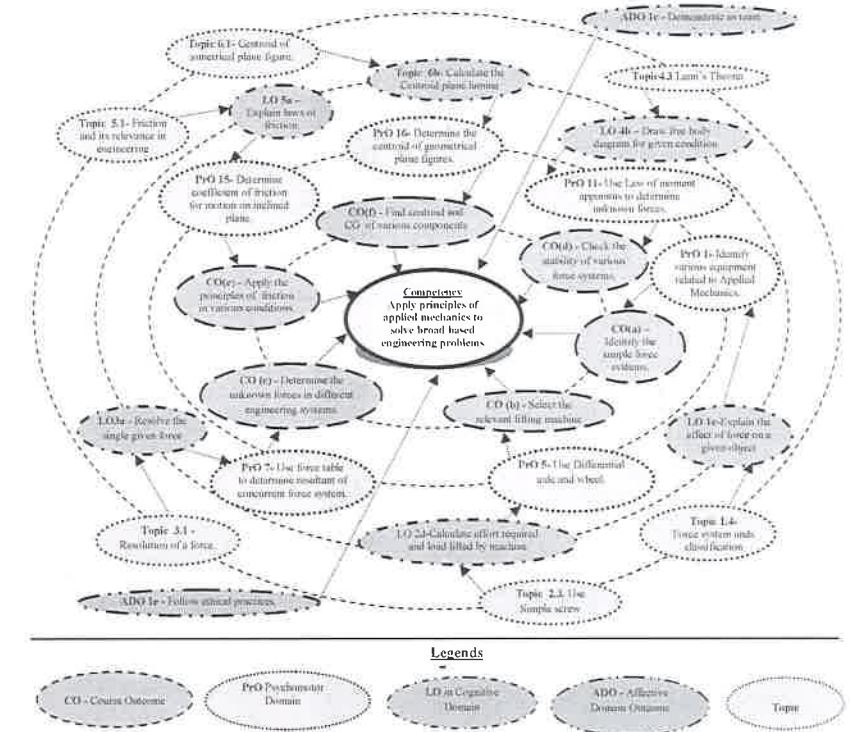 ADO 1c - Demonstrate as team
Topic 6.1- Centroid of
ometrical plane figure.
Topic 6b- Calculate the
Centroid plane lamina
Topic4.3 Lami's Theorem
LO 5a –
Explain laws of
friction.
Topic 5.1- Friction
and its relevance in
engineering
PrO 16- Determine the
centroid of geometrical
plane figures.
LO 4b - Draw free body
diagram for given condition
PrO 15- Determine
coefficient of friction
for motion on inclined
plane.
PrO 11- Use Law of moment
apparatus to determine
unknown forces.
CO(f) - Find centroid and
CG of various components
CO(d) - Check the
stability of various
force systems.
PrO 1- Identify
various equipment
related to Applied
Mechanics.
CO(e) - Apply the
principles of friction
in various conditions.
Competency
Apply principles of
applied mechanics to
solve broad based
engineering problems
CO(a) –
Identify the
simple force
systems.
CO (c) - Determine the
unknown forces in different
engineering systems.
CO (b) - Select the
relevant lifting machine
LO3a - Resolve the
single given force
LO 1e-Explain the
effect of force on a
given object
PrO 7- Use force table
to determine resultant of
concurrent force system.
PrO 5- Use Differential
axle and wheel.
Topic 3.1 -
Resolution of a force.
LO 2d-Calculate effort required
and load lifted by machine
Topic 1.4-
Force system
classification
ADO 1e - Follow ethical practices.
Topic 2.3. Use
Simple screw
Legends
CO - Course Outcome
PrO Psychomotor
Domain
LO in Cognitive
Domain
ADO - Affective
Domain Outcome
Topic